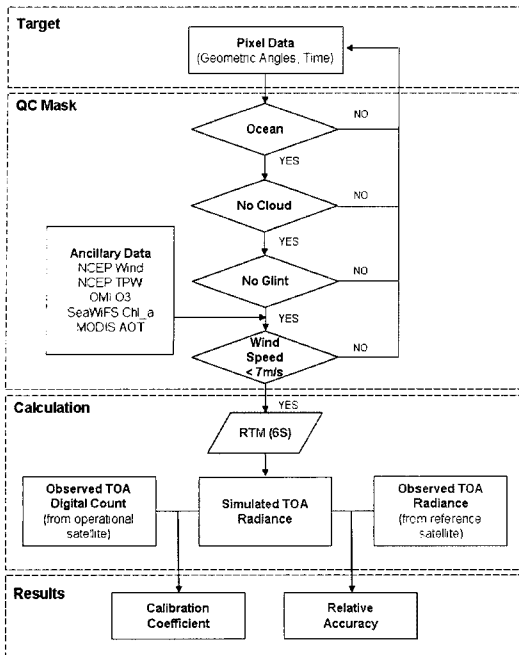 Target
Pixel Data
(Geometric Angles, Time)
QC Mask
NO
Ocean
YES
NO
No Cloud
YES
Ancillary Data
NCEP Wind
NCEP TPW
OMI O3
SeaWiFS Chl_a
MODIS AOT
NO
No Glint
YES
Wind
Speed
< 7m/s
NO
YES
Calculation
RTM (6S)
Observed TOA
Digital Count
(from operational
satellite)
Simulated TOA
Radiance
Observed TOA
Radiance
(from reference
satellite)
Results
Calibration
Coefficient
Relative
Accuracy